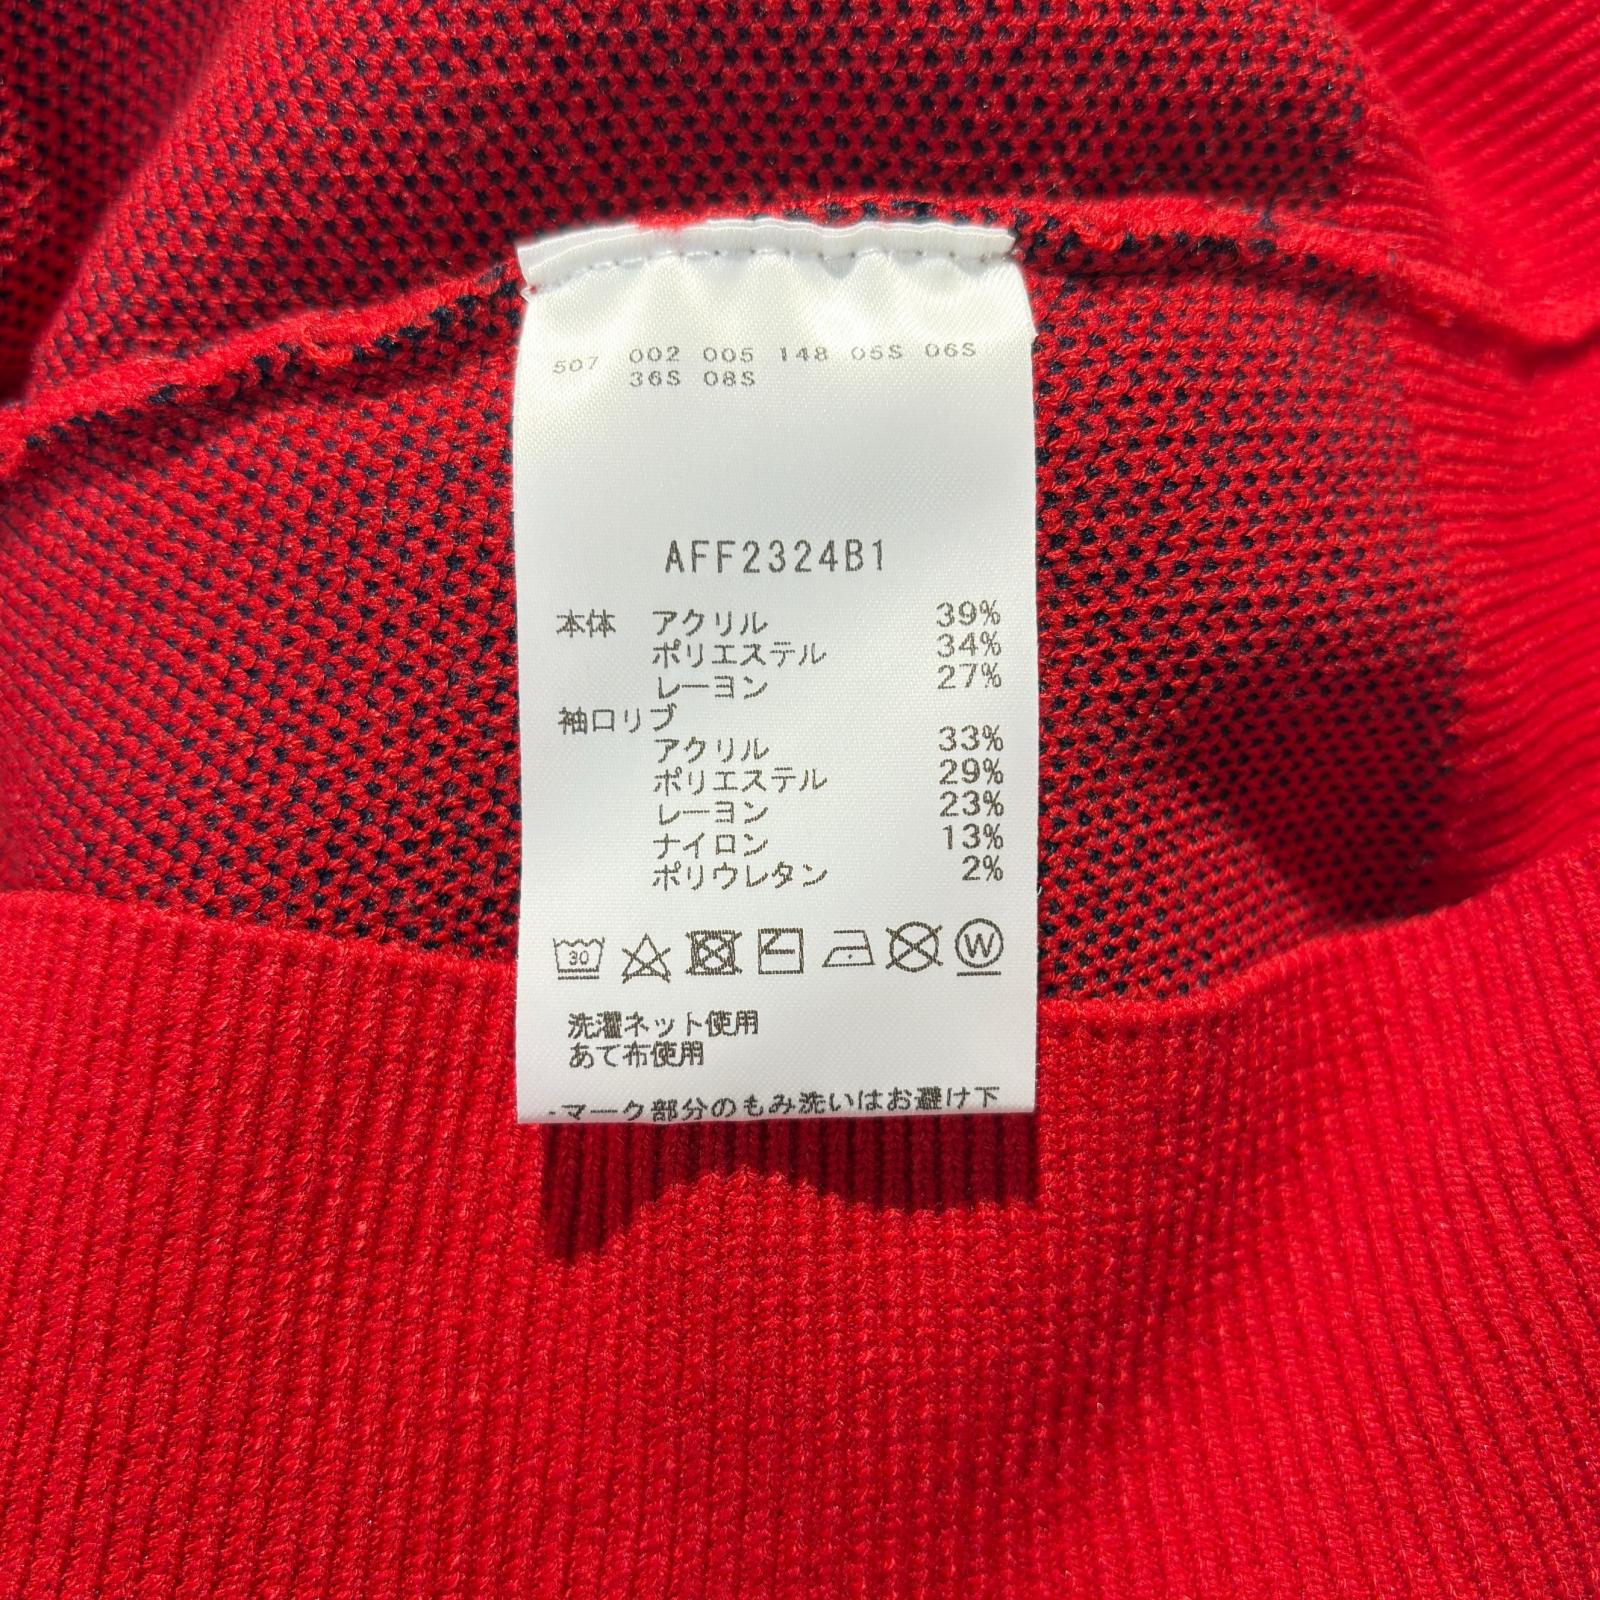 507 002 005 148 05S 06S
36S 08S
AFF2324B1
本体 アクリル 39%
ポリエステル 34%
レーヨン 27%
袖口リブ
アクリル 33%
ポリエステル 29%
レーヨン 23%
ナイロン 13%
ポリウレタン 2%
30 W
洗濯ネット使用
あて布使用
・マーク部分のもみ洗いはお避け下